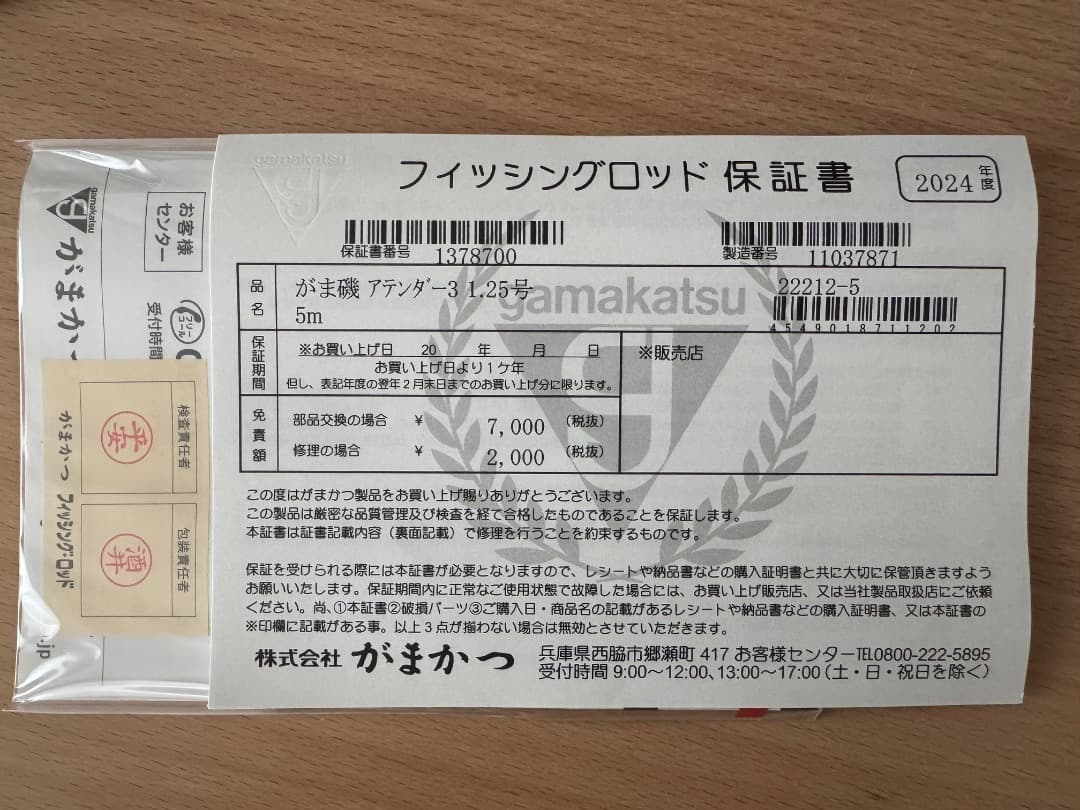 gamakatsu
フィッシングロッド 保証書
2024 年度
保証書番号 1378700
製造番号 11037871
品名
がま磯 アテンダー3 1.25号
5m
22212-5
4549018711202
gamakatsu
保証期間
※お買い上げ日 20 年 月 日
お買い上げ日より1ケ年
但し、表記年度の翌年2月末日までのお買い上げ分に限ります。
※販売店
免責額
部品交換の場合 ¥ 7,000 (税抜)
修理の場合 ¥ 2,000 (税抜)
この度はがまかつ製品をお買い上げ賜りありがとうございます。
この製品は厳密な品質管理及び検査を経て合格したものであることを保証します。
本証書は証書記載内容(裏面記載)で修理を行うことを約束するものです。
保証を受けられる際には本証書が必要となりますので、レシートや納品書などの購入証明書と共に大切に保管頂きますよう
お願いいたします。保証期間内に正常なご使用状態で故障した場合には、お買い上げ販売店、又は当社製品取扱店にご依頼
ください。尚、①本証書②破損パーツ③ご購入日・商品名の記載があるレシートや納品書などの購入証明書、又は本証書の
※印欄に記載がある事。以上3点が揃わない場合は無効とさせていただきます。
株式会社 がまかつ
兵庫県西脇市郷瀬町 417 お客様センターTEL0800-222-5895
受付時間 9:00~12:00、13:00~17:00(土・日・祝日を除く)
gamakatsu
がまかつ
お客様センター
フリーコール
受付時間
検査責任者
平安
包装責任者
酒井
がまかつ フィッシング・ロッド
.jp